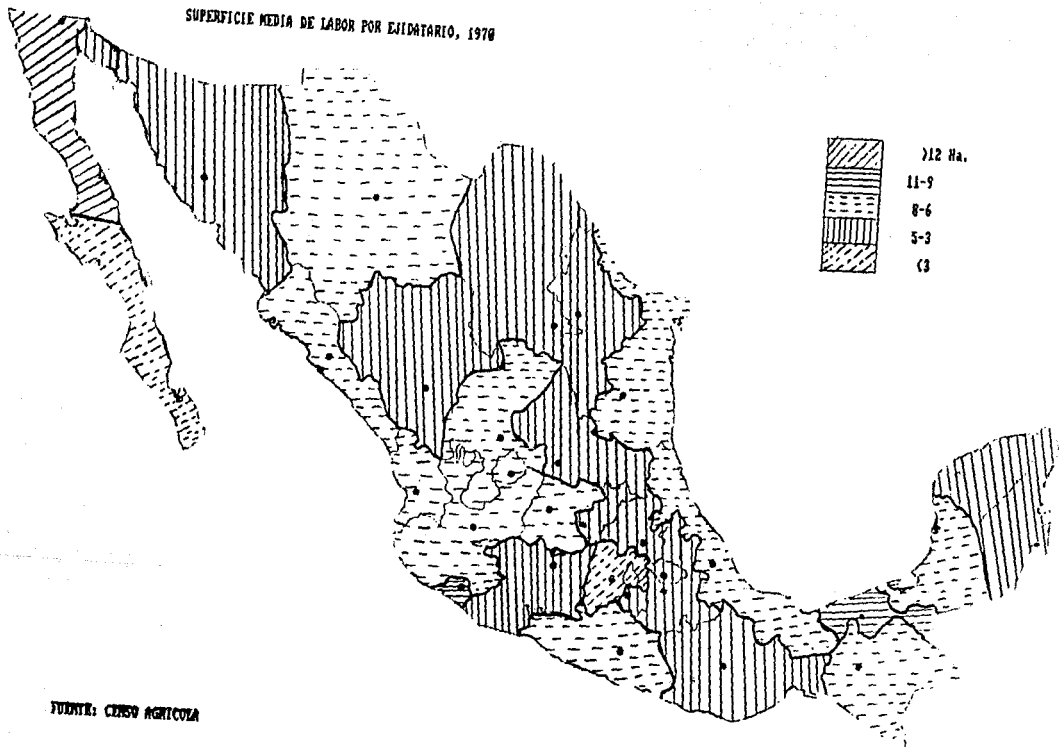 SUPERFICIE MEDIA DE LABOR POR EJIDATARIO, 1970
>12 Ha.
11-9
8-6
5-3
<3
FUENTE: CENSO AGRICOLA